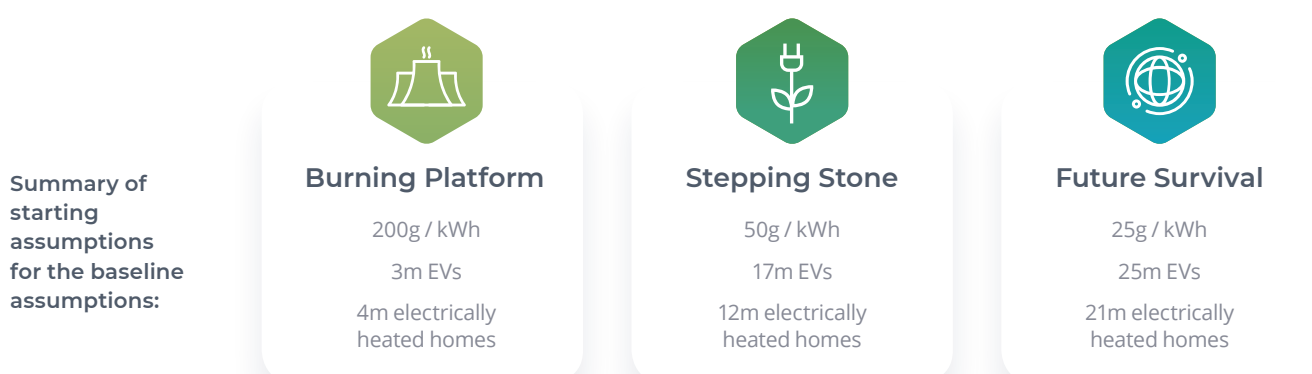 Summary of
starting
assumptions
for the baseline
assumptions:
Burning Platform
200g / kWh
3m EVs
4m electrically
heated homes
Stepping Stone
50g / kWh
17m EVs
12m electrically
heated homes
Future Survival
25g / kWh
25m EVs
21m electrically
heated homes